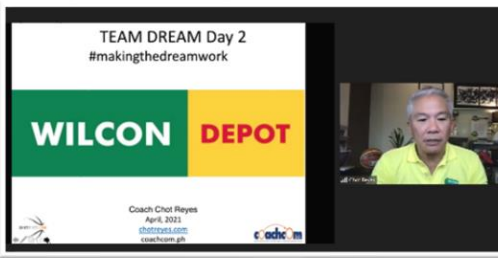 TEAM DREAM Day 2
#makingthedreamwork
WILCON DEPOT
Coach Chot Reyes
April, 2021
chotreyes.com
coachcom.ph
coachcom
Chot Reyes